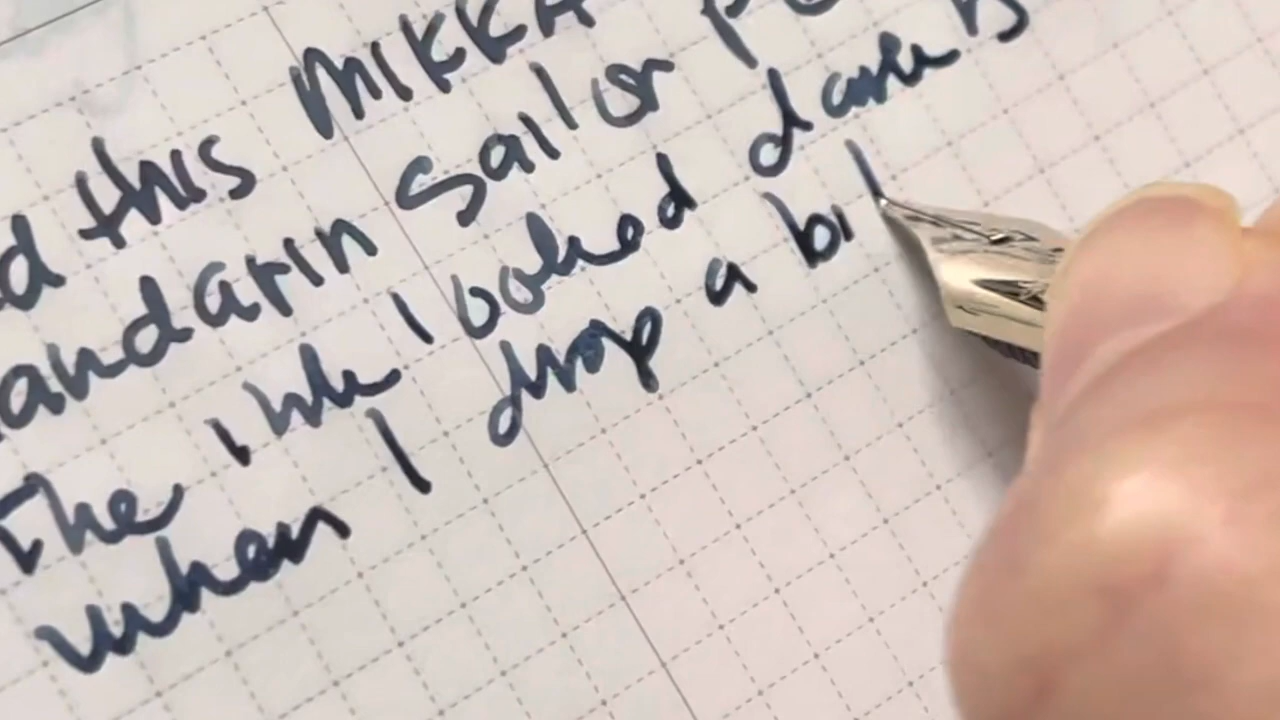 d this MIKKA
andarin sailor
The ink looked dark
when I drop a bi